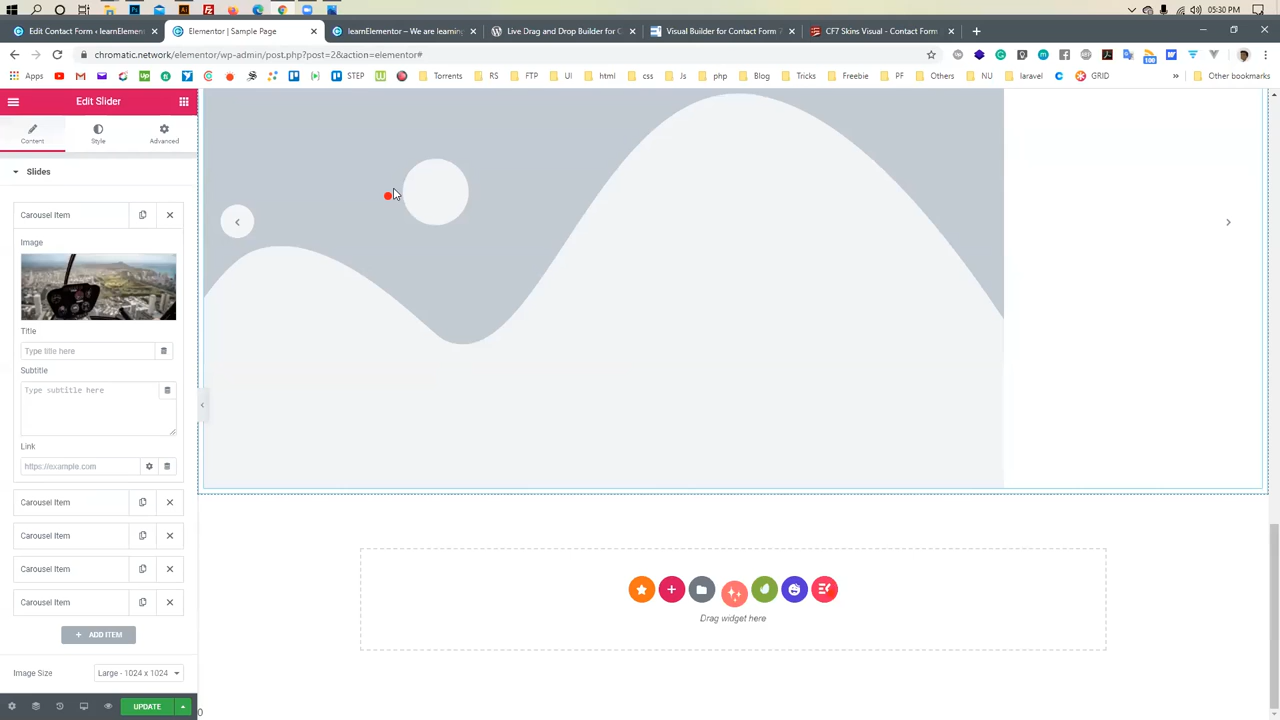 05:30 PM
Edit Contact Form ‹ learnElemen
Elementor | Sample Page
learnElementor – We are learning
Live Drag and Drop Builder for C
Visual Builder for Contact Form 7
CF7 Skins Visual - Contact Form
chromatic.network/elementor/wp-admin/post.php?post=2&action=elementor#
Apps
STEP
Torrents
RS
FTP
UI
html
css
Js
php
Blog
Tricks
Freebie
PF
Others
NU
laravel
GRID
»
Other bookmarks
Edit Slider
Content
Style
Advanced
Slides
Carousel Item
Image
Title
Type title here
Subtitle
Type subtitle here
Link
https://example.com
Carousel Item
Carousel Item
Carousel Item
Carousel Item
+ ADD ITEM
Image Size
Large - 1024 x 1024
UPDATE
Drag widget here